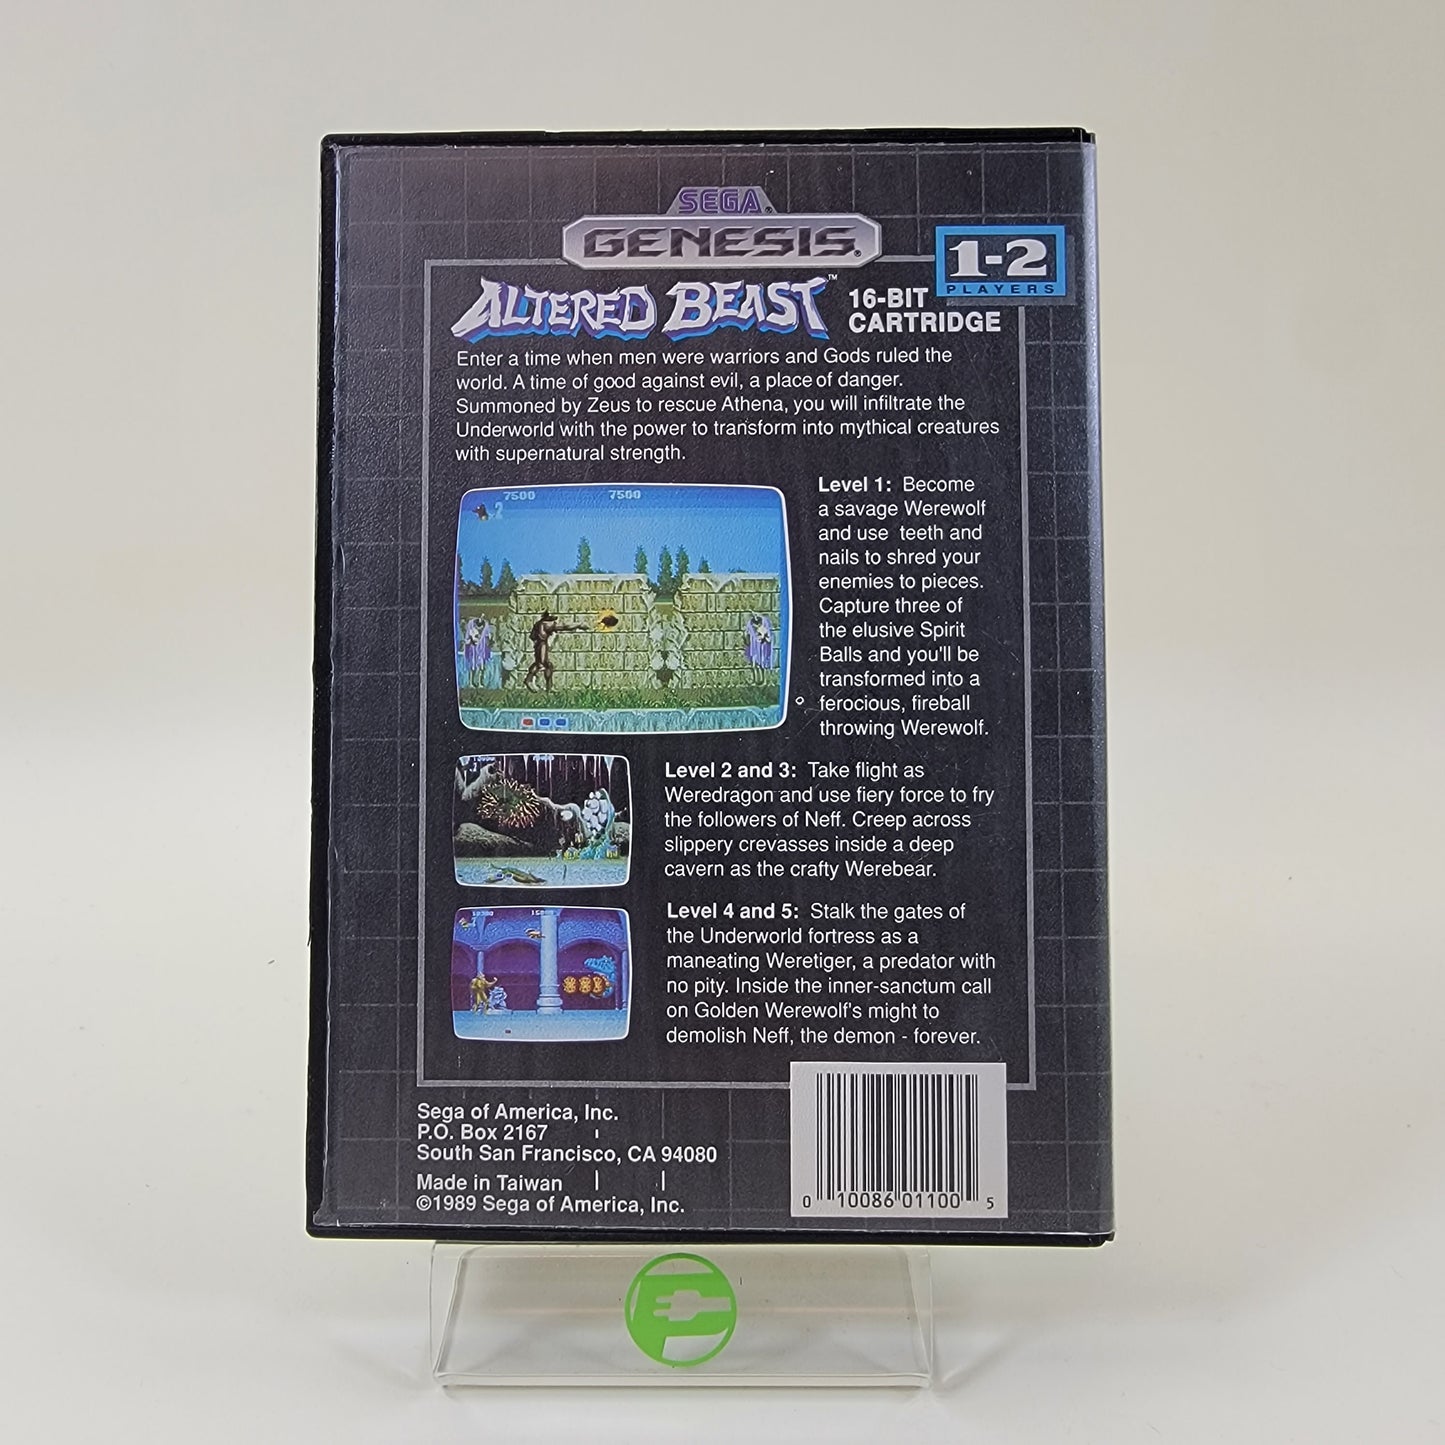 SEGA
GENESIS
1-2
PLAYERS
ALTERED BEAST™
16-BIT
CARTRIDGE
Enter a time when men were warriors and Gods ruled the
world. A time of good against evil, a place of danger.
Summoned by Zeus to rescue Athena, you will infiltrate the
Underworld with the power to transform into mythical creatures
with supernatural strength.
7500 7500
2
Level 1: Become
a savage Werewolf
and use teeth and
nails to shred your
enemies to pieces.
Capture three of
the elusive Spirit
Balls and you'll be
transformed into a
ferocious, fireball
throwing Werewolf.
Level 2 and 3: Take flight as
Weredragon and use fiery force to fry
the followers of Neff. Creep across
slippery crevasses inside a deep
cavern as the crafty Werebear.
Level 4 and 5: Stalk the gates of
the Underworld fortress as a
maneating Weretiger, a predator with
no pity. Inside the inner-sanctum call
on Golden Werewolf's might to
demolish Neff, the demon - forever.
Sega of America, Inc.
P.O. Box 2167
South San Francisco, CA 94080
Made in Taiwan
©1989 Sega of America, Inc.
0 10086 01100 5